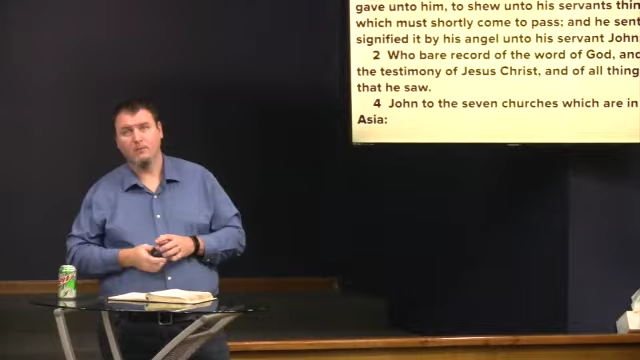 gave unto him, to shew unto his servants
which must shortly come to pass; and he sent
signified it by his angel unto his servant John
2 Who bare record of the word of God, and
the testimony of Jesus Christ, and of all
that he saw.
4 John to the seven churches which are in
Asia: